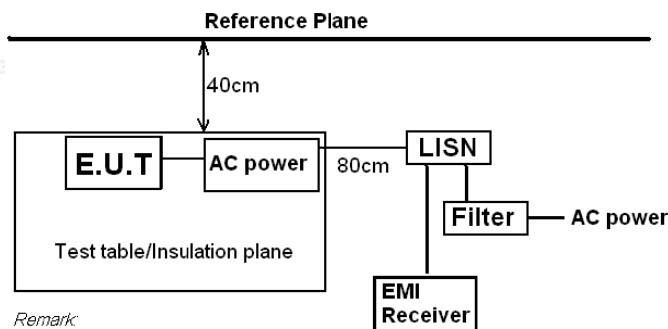 Reference Plane
40cm
E.U.T
AC power
80cm
LISN
Filter
AC power
Test table/Insulation plane
EMI
Receiver
Remark: